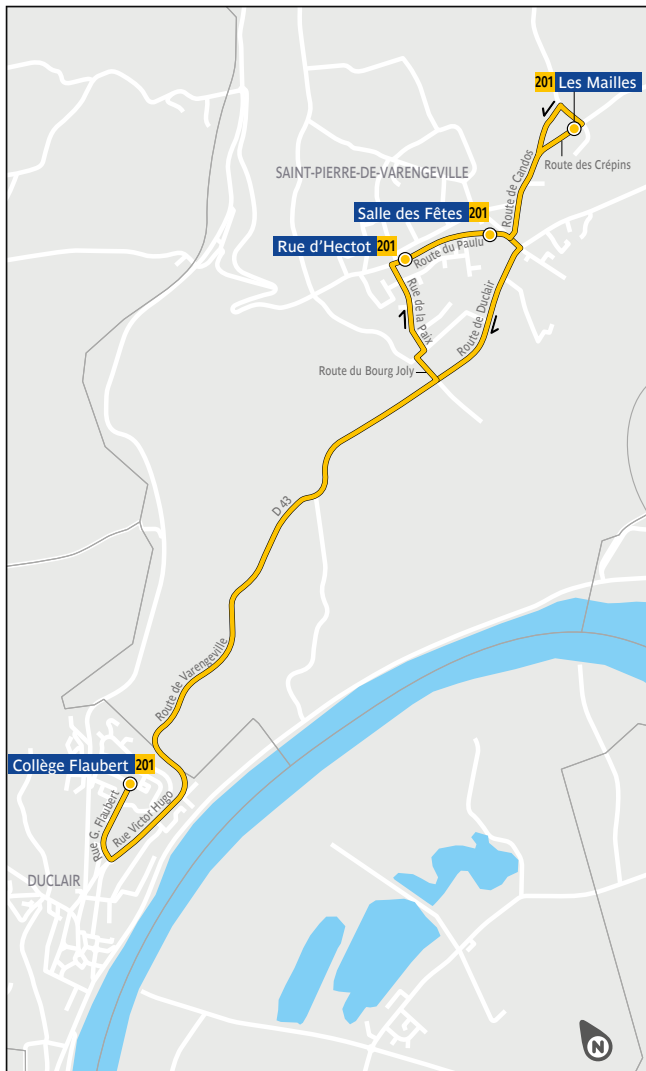 201 Les Mailles
Route des Crépins
Route de Candos
SAINT-PIERRE-DE-VARENGEVILLE
Salle des Fêtes 201
Rue d'Hectot 201
Route du Paulu
Rue de la Paix
Route de Duclair
Route du Bourg Joly
D 43
Route de Varengeville
Collège Flaubert 201
Rue G. Flaubert
Rue Victor Hugo
DUCLAIR
N